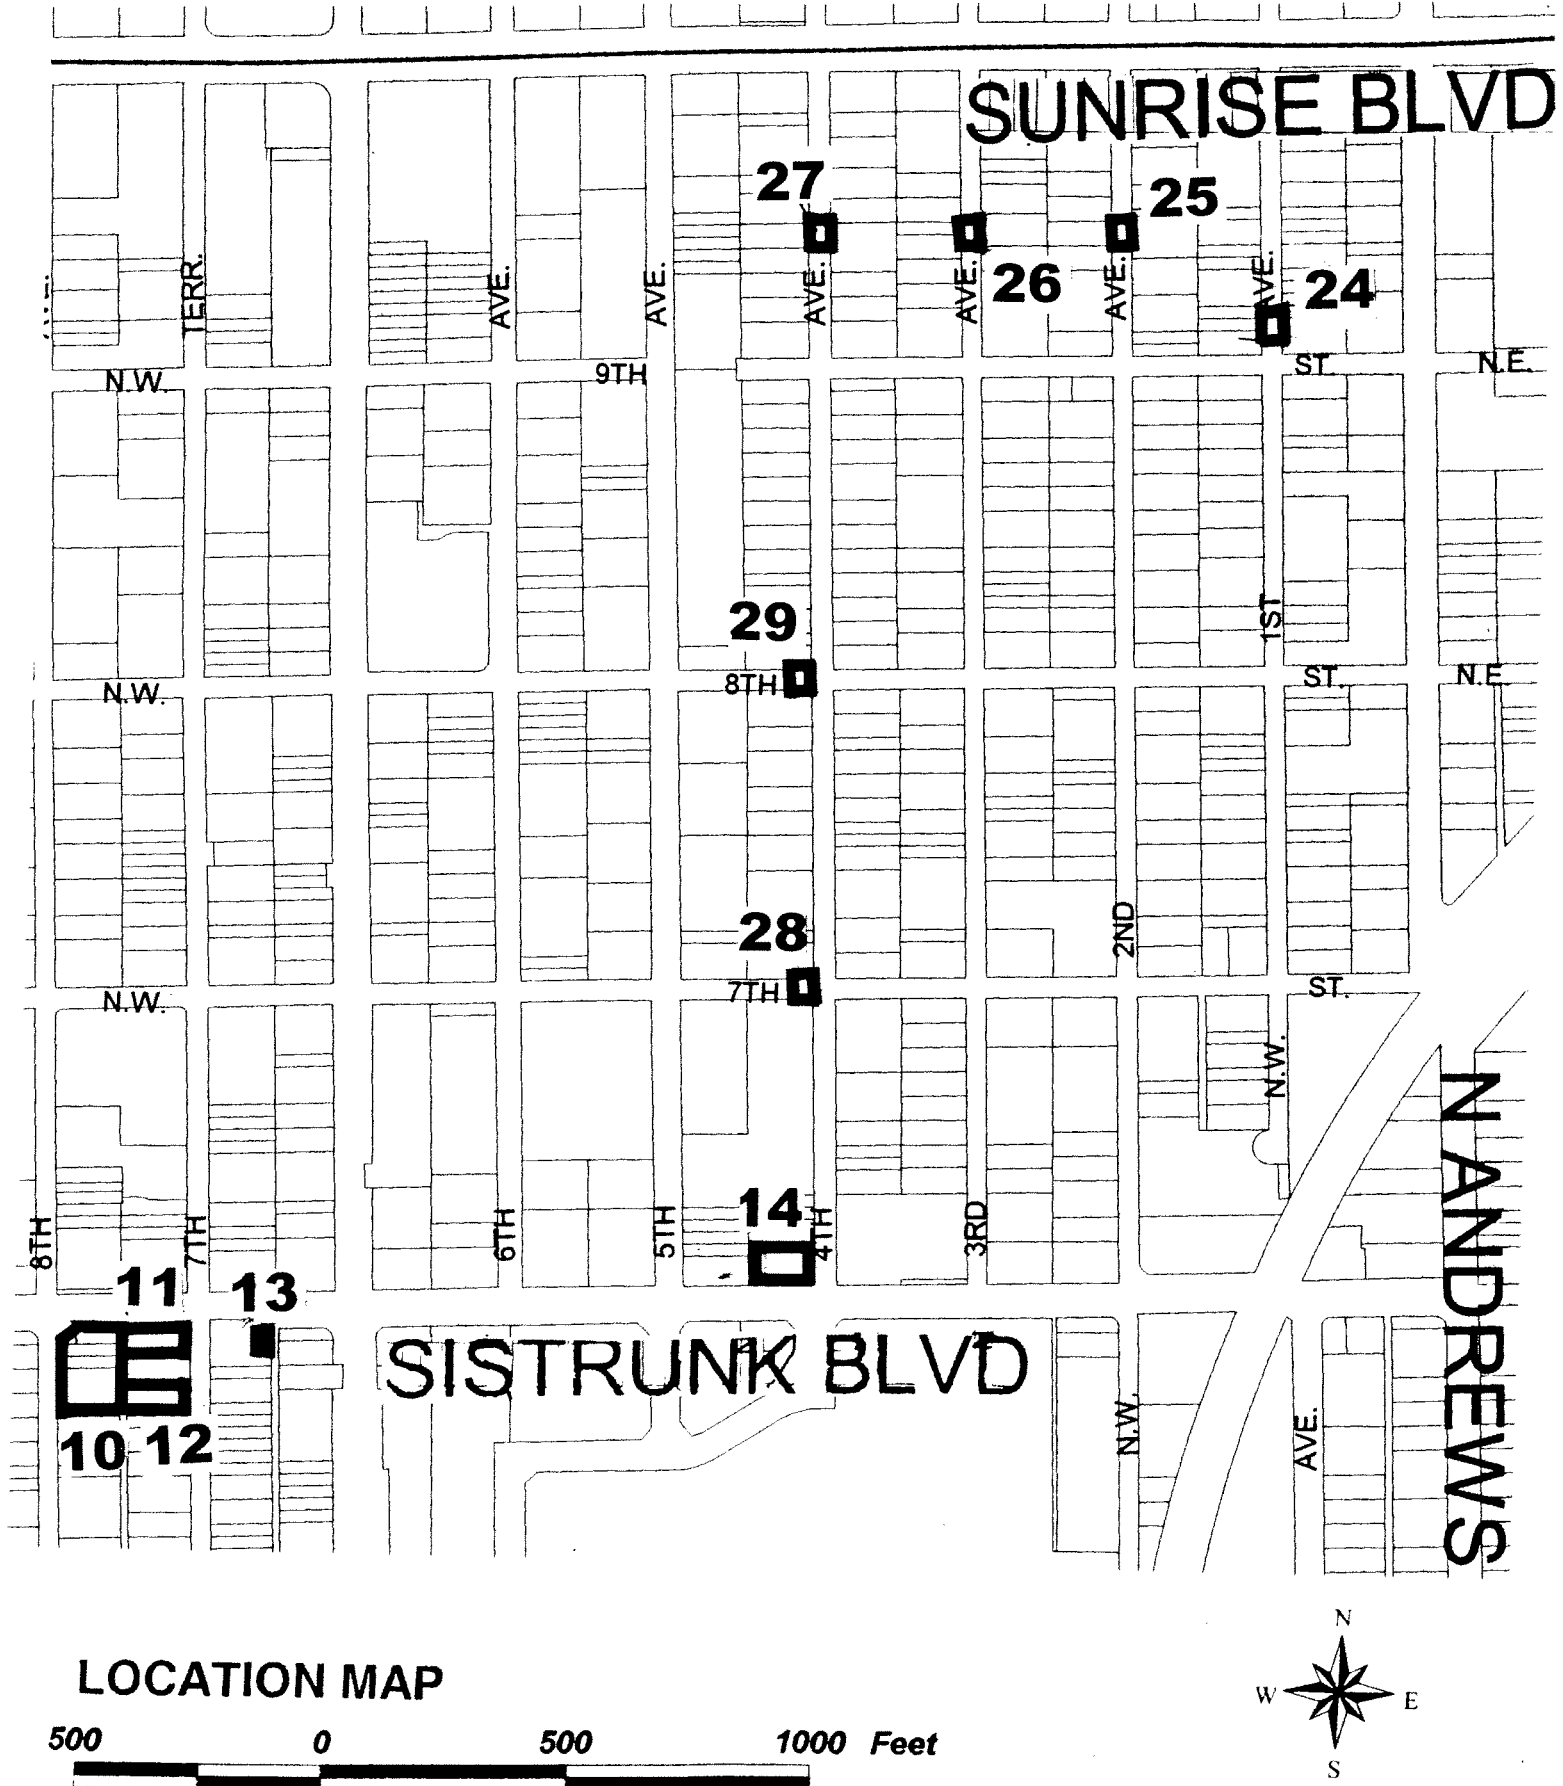 SUNRISE BLVD
27
25
26
24
TERR.
AVE.
AVE.
AVE.
AVE.
AVE.
AVE.
N.W.
9TH
ST.
N.E.
29
1ST
N.W.
8TH
ST.
N.E.
28
2ND
N.W.
7TH
ST.
N.W.
N ANDREWS
14
8TH
7TH
6TH
5TH
4TH
3RD
11
13
SISTRUNK BLVD
10
12
N.W.
AVE.
N
W
E
S
LOCATION MAP
500 0 500 1000 Feet